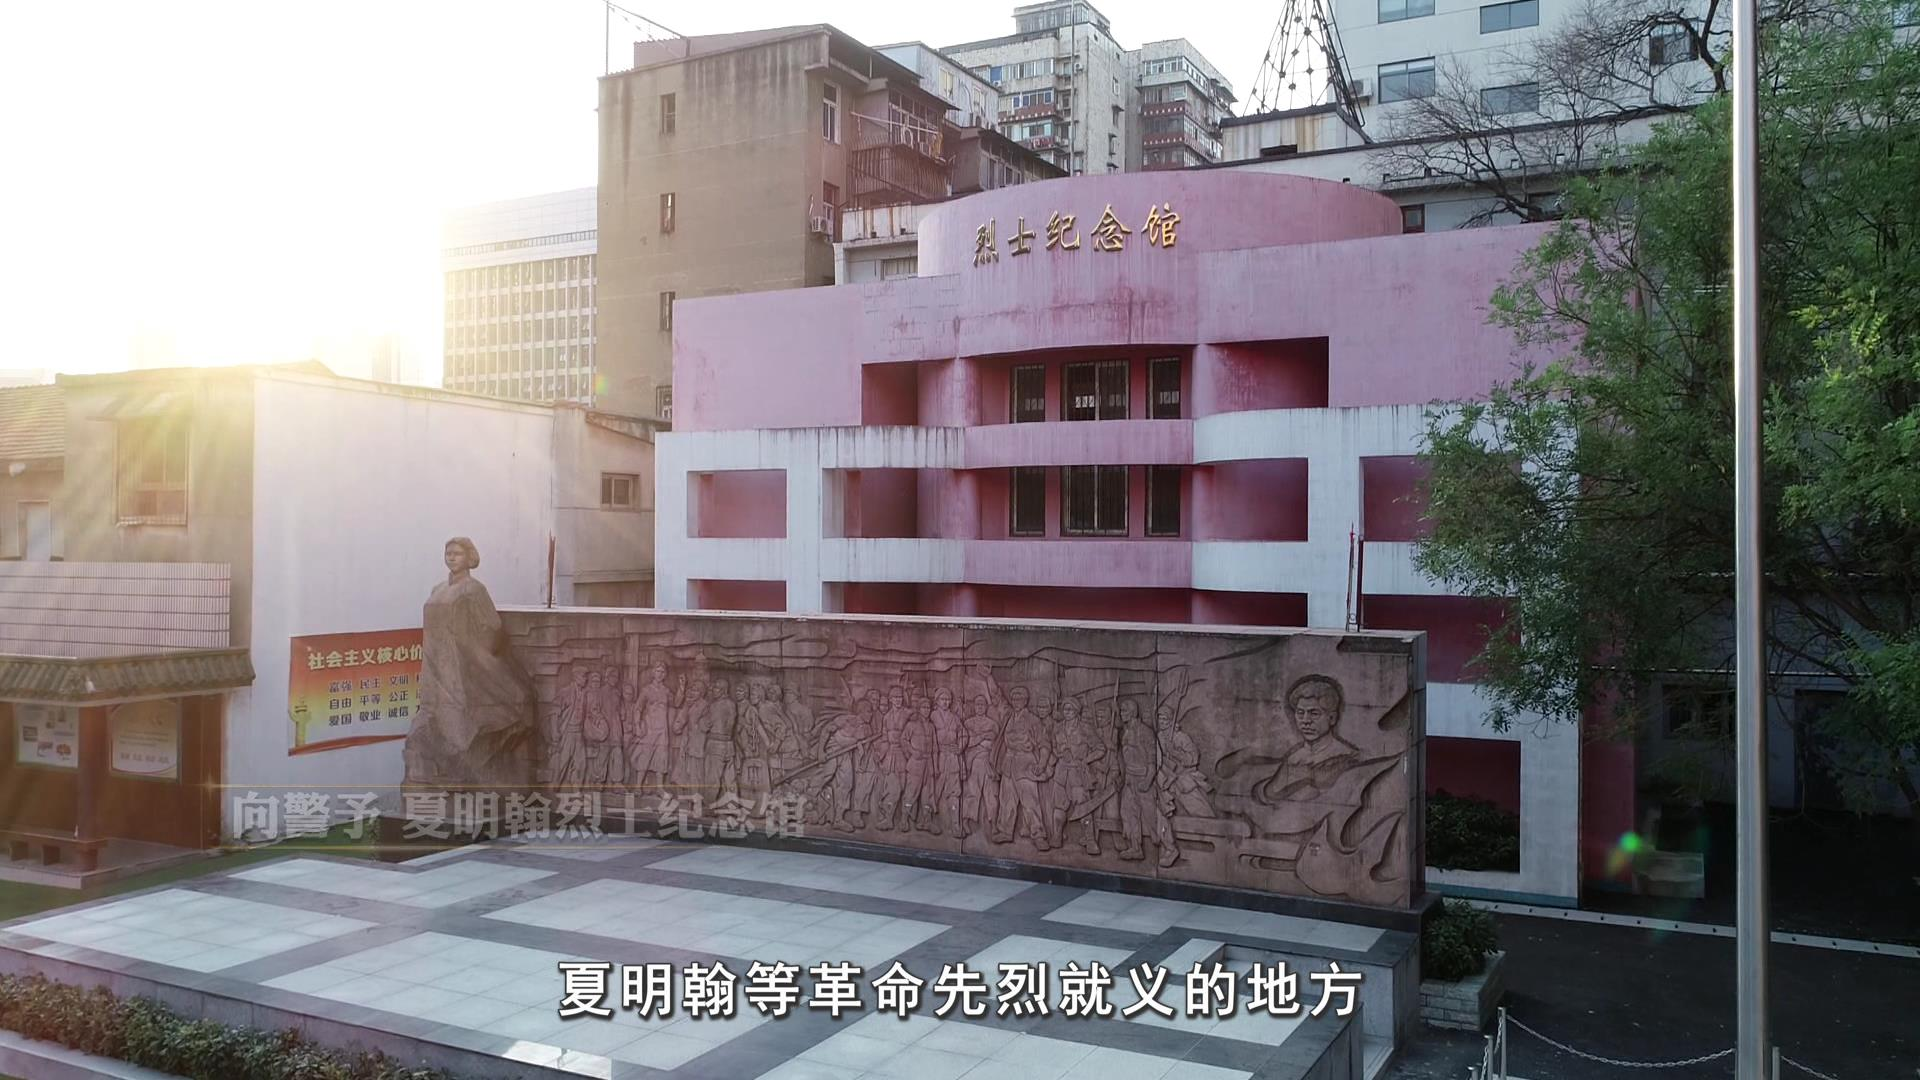 烈士纪念馆
社会主义核心价
富强 民主 文明
自由 平等 公正
爱国 敬业 诚信
向警予 夏明翰烈士纪念馆
夏明翰等革命先烈就义的地方